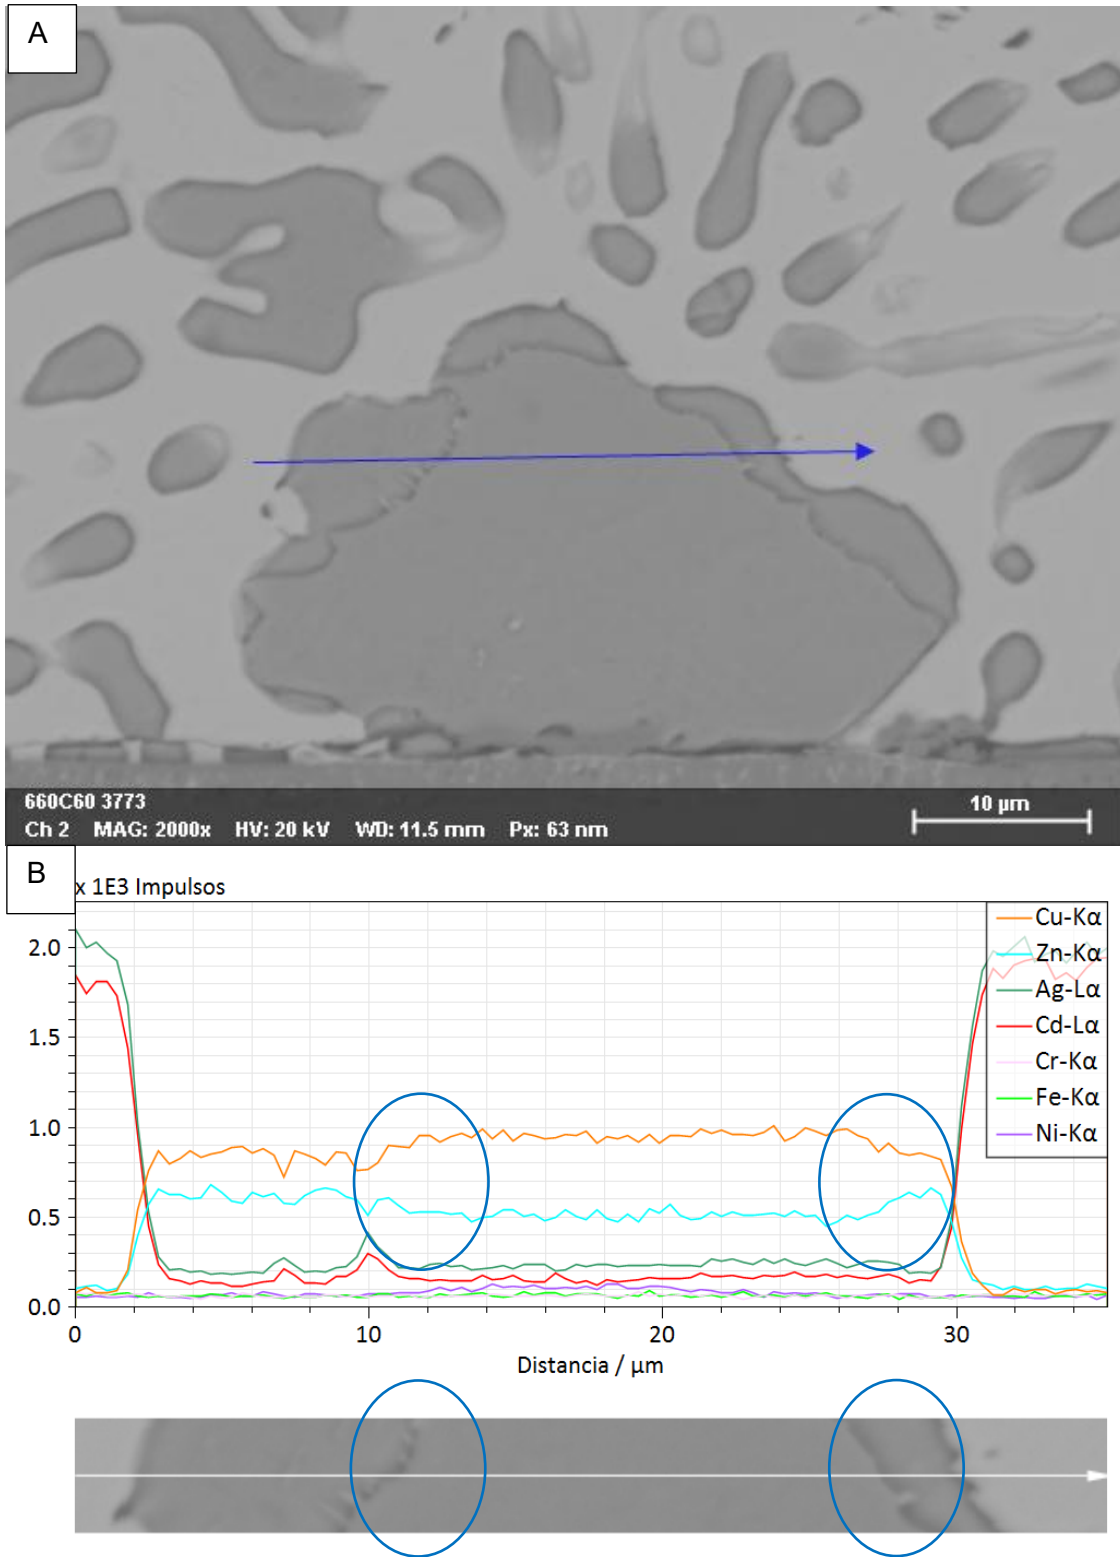 A
660C60 3773
10 µm
Ch 2 MAG: 2000x HV: 20 kV WD: 11.5 mm Px: 63 nm
B
x 1E3 Impulsos
Cu-Kα
2.0
Zn-Kα
Ag-Lα
1.5
Cd-Lα
Cr-Kα
1.0
Fe-Kα
Ni-Kα
0.5
0.0
0 10 20 30
Distancia / µm